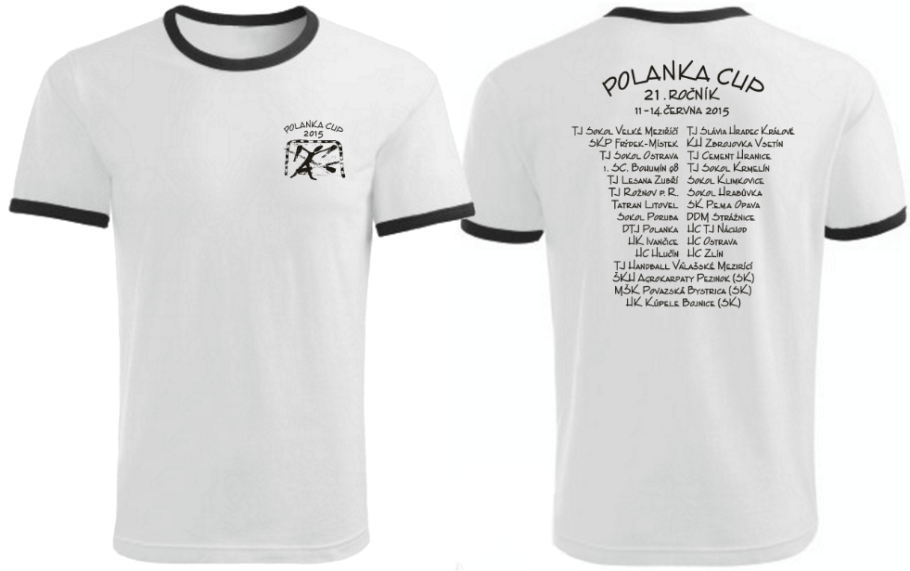 POLANKA CUP
2015
POLANKA CUP
21. ROČNÍK
11-14. ČERVNA 2015
TJ SOKOL VELKÉ MEZIŘÍČÍ TJ SLÁVIA HRADEC KRÁLOVÉ
SKP FRÝDEK-MÍSTEK KH ZBROJOVKA VSETÍN
TJ SOKOL OSTRAVA TJ CEMENT HRANICE
1. SC. BOHUMÍN 98 TJ SOKOL KRMELÍN
TJ LESANA ZUBŘÍ SOKOL KLIMKOVICE
TJ ROŽNOV P. R. SOKOL HRABŮVKA
TATRAN LITOVEL SK P.E.M.A OPAVA
SOKOL PORUBA DDM STRÁŽNICE
DTJ POLANKA HC TJ NÁCHOD
HK IVANČICE HC OSTRAVA
HC HLUČÍN HC ZLÍN
TJ HANDBALL VALAŠSKÉ MEZIŘÍČÍ
ŠKH AGROKARPATY PEZINOK (SK)
MŠK POVAZSKÁ BYSTRICA (SK)
HK KÚPELE BOJNICE (SK)